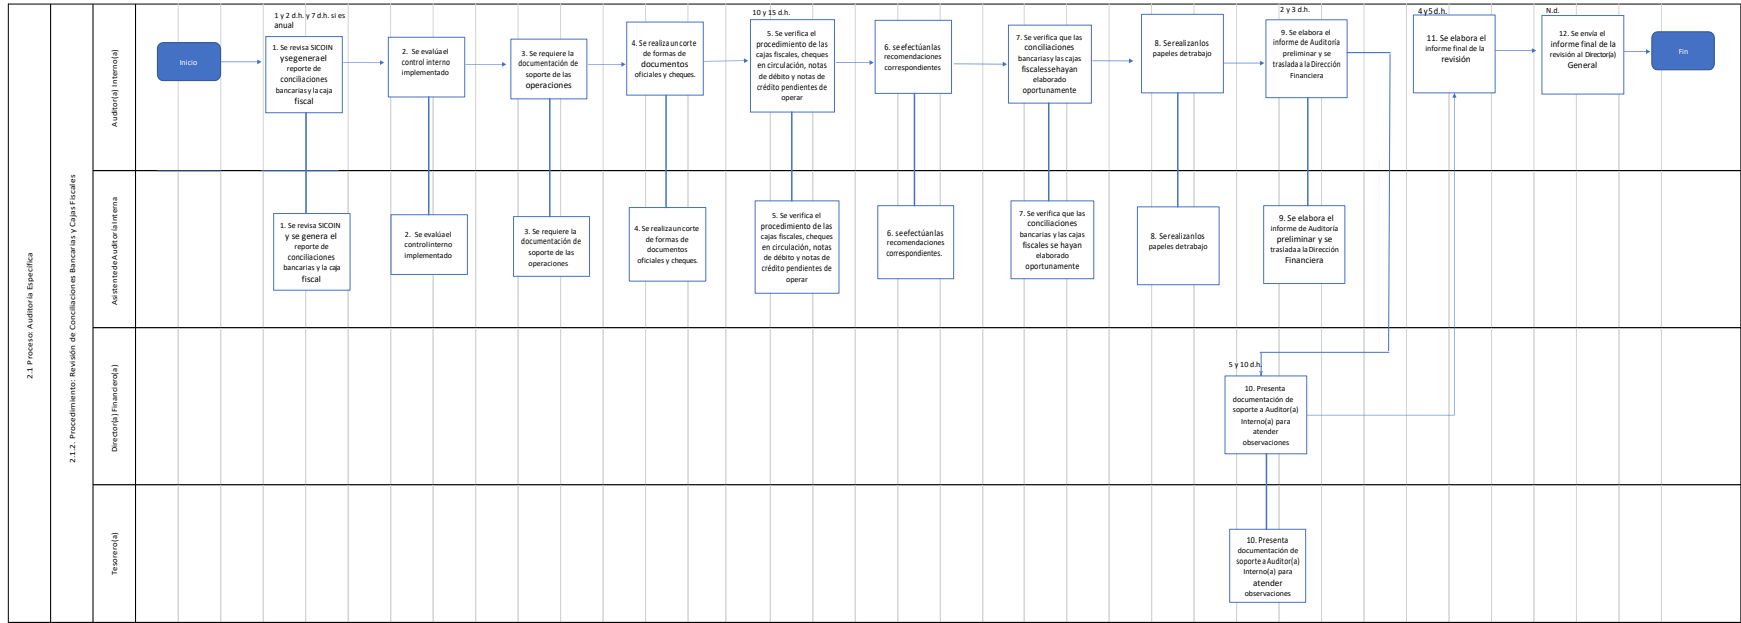 2.1 Proceso: Auditoría Específica
2.1.2. Procedimiento: Revisión de Conciliaciones Bancarias y Cajas Fiscales
Auditor(a) Interno(a)
Inicio
1 y 2 d.h. y 7 d.h. si es
anual
1. Se revisa SICOIN
y se genera el
reporte de
conciliaciones
bancarias y la caja
fiscal
2. Se evalúa el
control interno
implementado
3. Se requiere la
documentación de
soporte de las
operaciones
4. Se realiza un corte
de formas de
documentos
oficiales y cheques.
10 y 15 d.h.
5. Se verifica el
procedimiento de las
cajas fiscales, cheques
en circulación, notas
de débito y notas de
crédito pendientes de
operar
6. se efectúan las
recomendaciones
correspondientes
7. Se verifica que las
conciliaciones
bancarias y las cajas
fiscales se hayan
elaborado
oportunamente
8. Se realizan los
papeles de trabajo
2 y 3 d.h.
9. Se elabora el
informe de Auditoría
preliminar y se
traslada a la Dirección
Financiera
4 y 5 d.h.
11. Se elabora el
informe final de la
revisión
N.d.
12. Se envía el
informe final de la
revisión al Director(a)
General
Fin
Asistente de Auditoría Interna
1. Se revisa SICOIN
y se genera el
reporte de
conciliaciones
bancarias y la caja
fiscal
2. Se evalúa el
control interno
implementado
3. Se requiere la
documentación de
soporte de las
operaciones
4. Se realiza un corte
de formas de
documentos
oficiales y cheques.
5. Se verifica el
procedimiento de las
cajas fiscales, cheques
en circulación, notas
de débito y notas de
crédito pendientes de
operar
6. se efectúan las
recomendaciones
correspondientes.
7. Se verifica que las
conciliaciones
bancarias y las cajas
fiscales se hayan
elaborado
oportunamente
8. Se realizan los
papeles de trabajo
9. Se elabora el
informe de Auditoría
preliminar y se
traslada a la Dirección
Financiera
Director(a) Financiero(a)
5 y 10 d.h.
10. Presenta
documentación de
soporte a Auditor(a)
Interno(a) para
atender
observaciones
Tesorero(a)
10. Presenta
documentación de
soporte a Auditor(a)
Interno(a) para
atender
observaciones